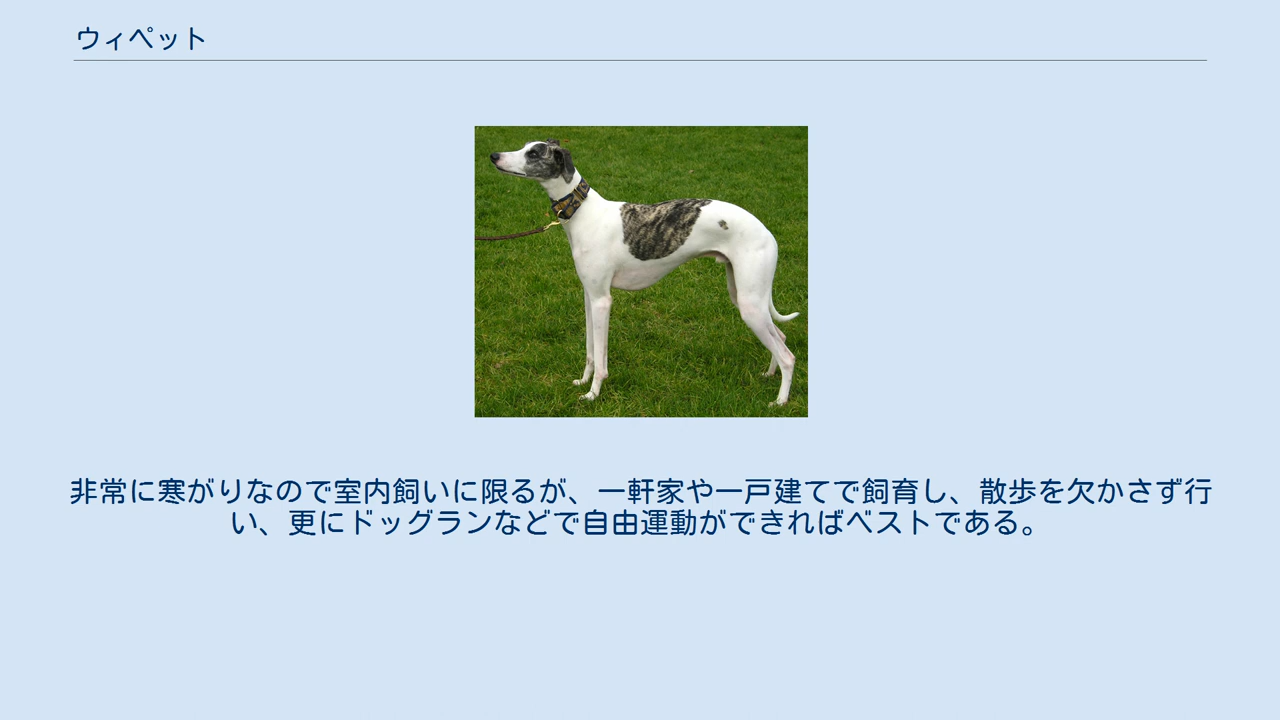 ウィペット
非常に寒がりなので室内飼いに限るが、一軒家や一戸建てで飼育し、散歩を欠かさず行
い、更にドッグランなどで自由運動ができればベストである。